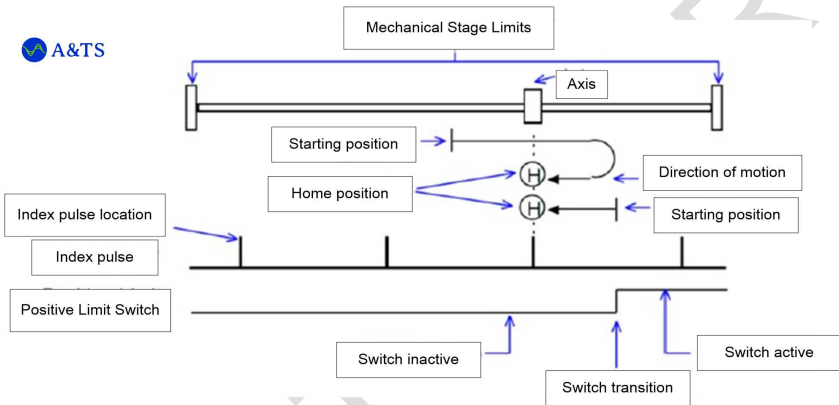 Mechanical Stage Limits
A&TS
Axis
Starting position
Direction of motion
Home position
H
Index pulse location
H
Starting position
Index pulse
Positive Limit Switch
Switch inactive
Switch active
Switch transition